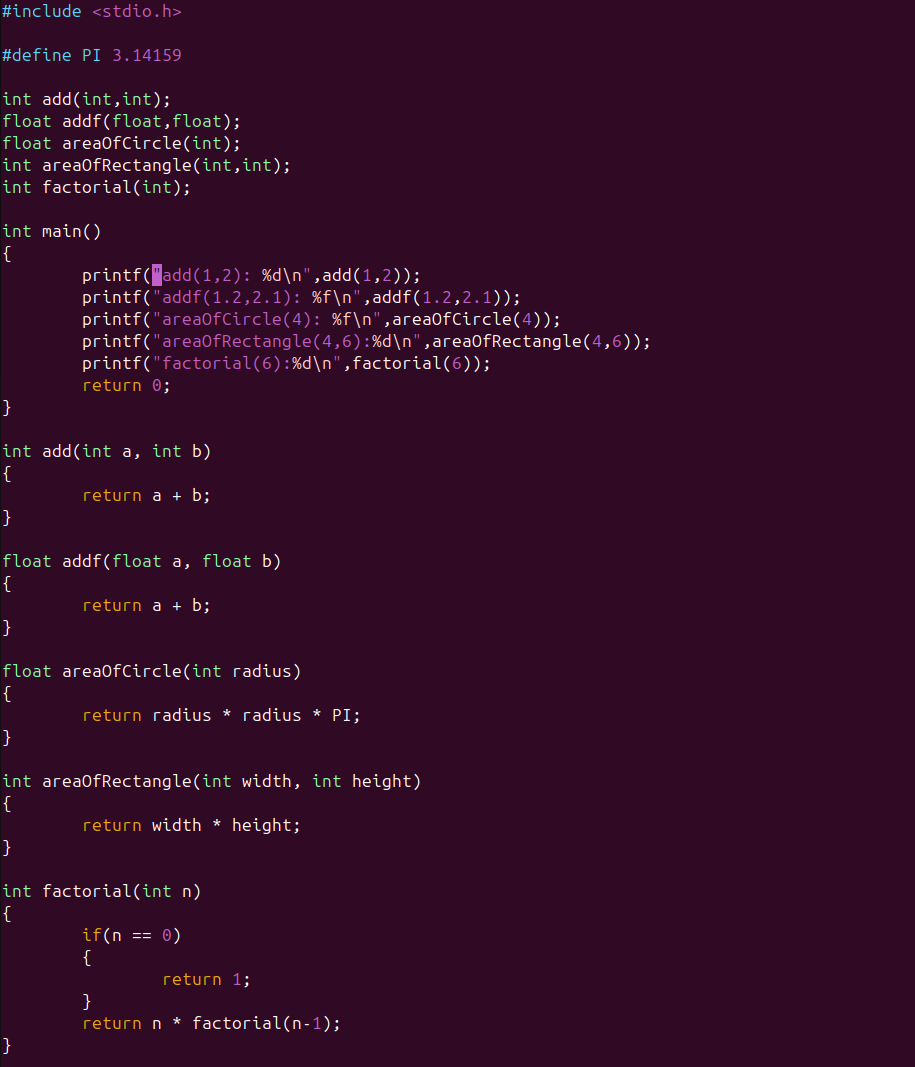 #include <stdio.h>

#define PI 3.14159

int add(int,int);
float addf(float,float);
float areaOfCircle(int);
int areaOfRectangle(int,int);
int factorial(int);

int main()
{
        printf("add(1,2): %d\n",add(1,2));
        printf("addf(1.2,2.1): %f\n",addf(1.2,2.1));
        printf("areaOfCircle(4): %f\n",areaOfCircle(4));
        printf("areaOfRectangle(4,6):%d\n",areaOfRectangle(4,6));
        printf("factorial(6):%d\n",factorial(6));
        return 0;
}

int add(int a, int b)
{
        return a + b;
}

float addf(float a, float b)
{
        return a + b;
}

float areaOfCircle(int radius)
{
        return radius * radius * PI;
}

int areaOfRectangle(int width, int height)
{
        return width * height;
}

int factorial(int n)
{
        if(n == 0)
        {
                return 1;
        }
        return n * factorial(n-1);
}